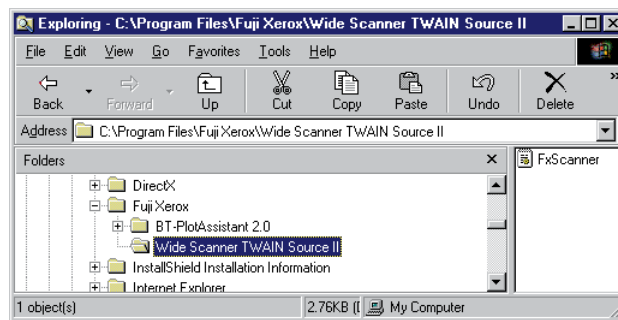 Exploring - C:\Program Files\Fuji Xerox\Wide Scanner TWAIN Source II
File Edit View Go Favorites Tools Help
Back Forward Up Cut Copy Paste Undo Delete »
Address C:\Program Files\Fuji Xerox\Wide Scanner TWAIN Source II
Folders
FxScanner
DirectX
Fuji Xerox
BT-PlotAssistant 2.0
Wide Scanner TWAIN Source II
InstallShield Installation Information
Internet Explorer
1 object(s) 2.76KB ( My Computer